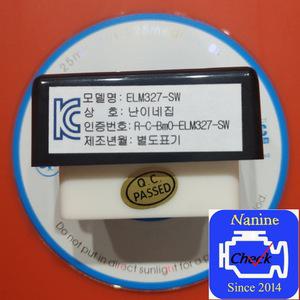 모델명 : ELM327-SW
상 호 : 난이네집
인증번호 : R-C-BmO-ELM327-SW
제조년월 : 별도표기
Q.C.
PASSED
Do not put in direct sunlight for a
Nanine
Check
Since 2014